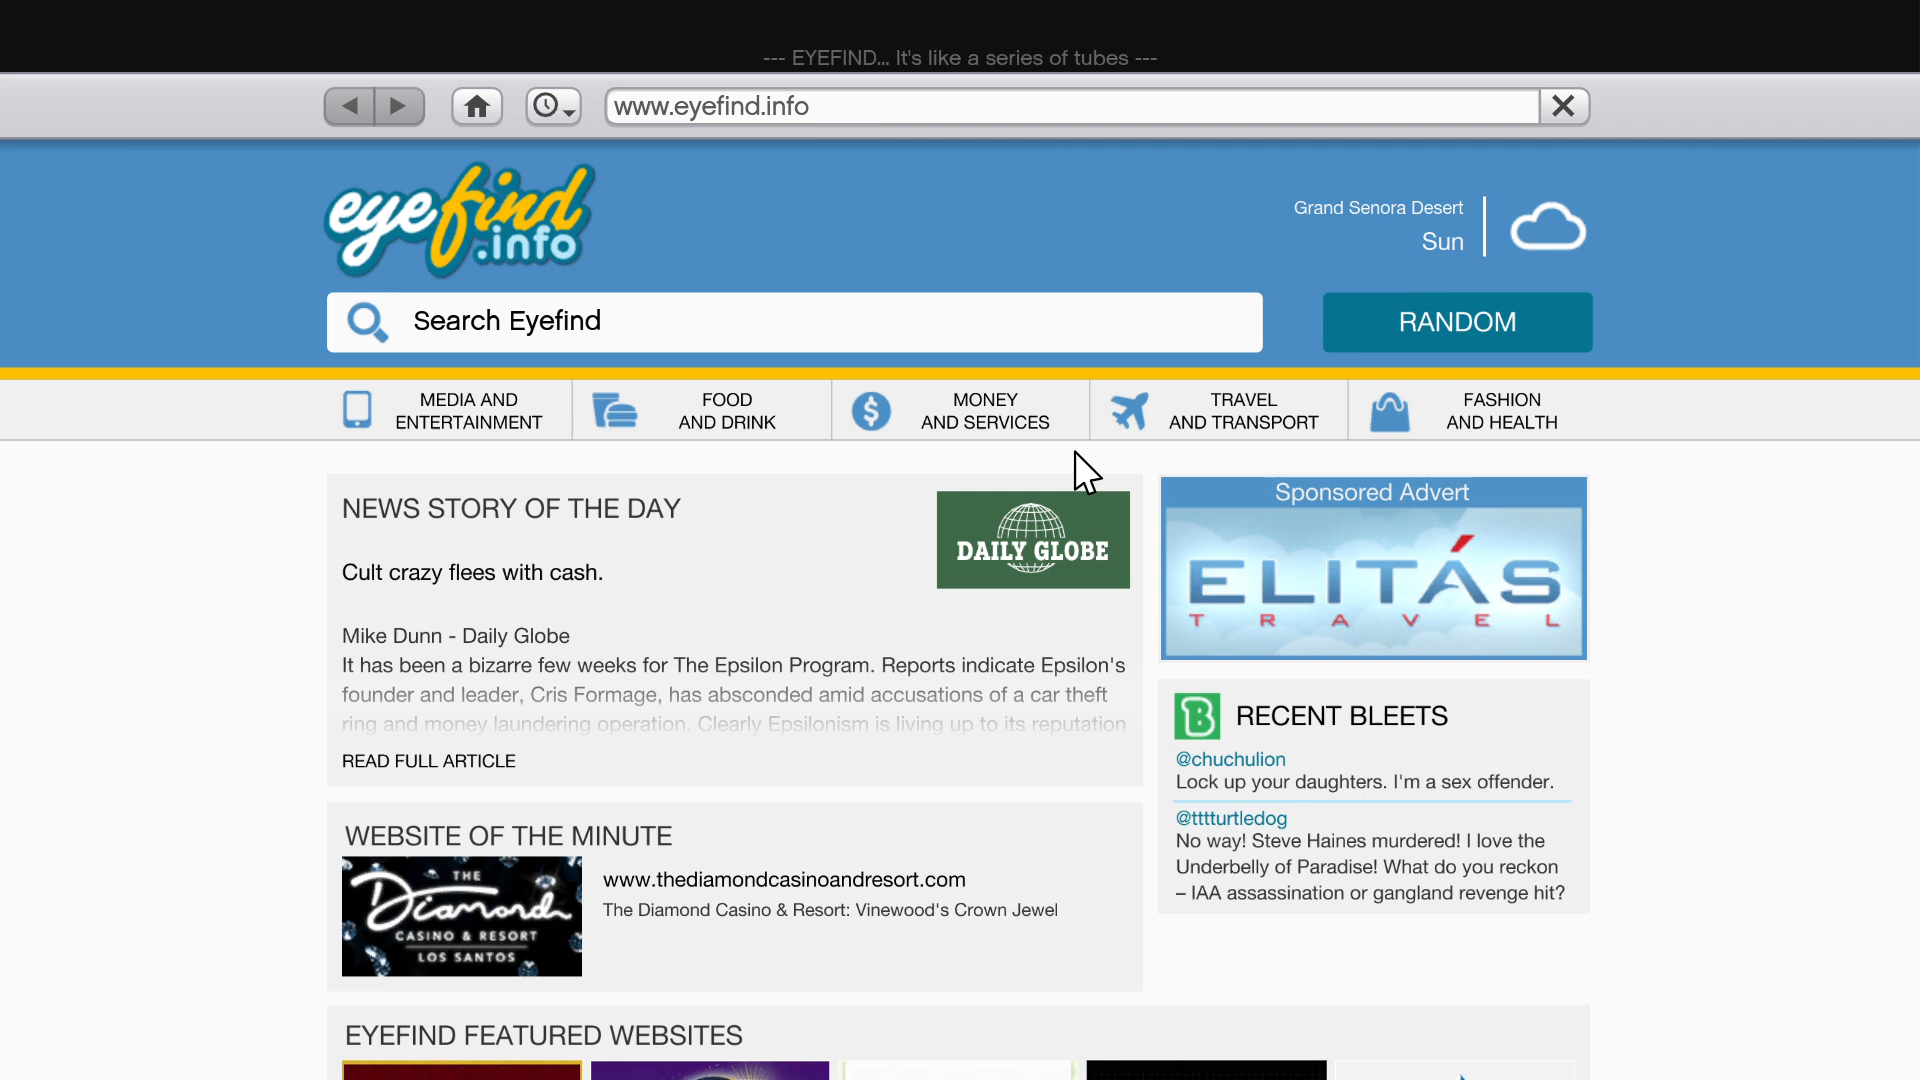 --- EYEFIND... It's like a series of tubes ---
www.eyefind.info
eyefind
.info
Grand Senora Desert
Sun
Search Eyefind
RANDOM
MEDIA AND
ENTERTAINMENT
FOOD
AND DRINK
MONEY
AND SERVICES
TRAVEL
AND TRANSPORT
FASHION
AND HEALTH
NEWS STORY OF THE DAY
DAILY GLOBE
Cult crazy flees with cash.
Mike Dunn - Daily Globe
It has been a bizarre few weeks for The Epsilon Program. Reports indicate Epsilon's
founder and leader, Cris Formage, has absconded amid accusations of a car theft
ring and money laundering operation. Clearly Epsilonism is living up to its reputation
READ FULL ARTICLE
Sponsored Advert
ELITÁS
TRAVEL
B RECENT BLEETS
@chuchulion
Lock up your daughters. I'm a sex offender.
@tttturtledog
No way! Steve Haines murdered! I love the
Underbelly of Paradise! What do you reckon
– IAA assassination or gangland revenge hit?
WEBSITE OF THE MINUTE
THE
Diamond
CASINO & RESORT
LOS SANTOS
www.thediamondcasinoandresort.com
The Diamond Casino & Resort: Vinewood's Crown Jewel
EYEFIND FEATURED WEBSITES